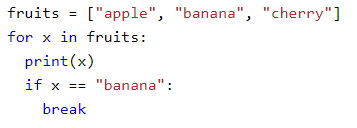 fruits = ["apple", "banana", "cherry"]
for x in fruits:
  print(x)
  if x == "banana":
    break